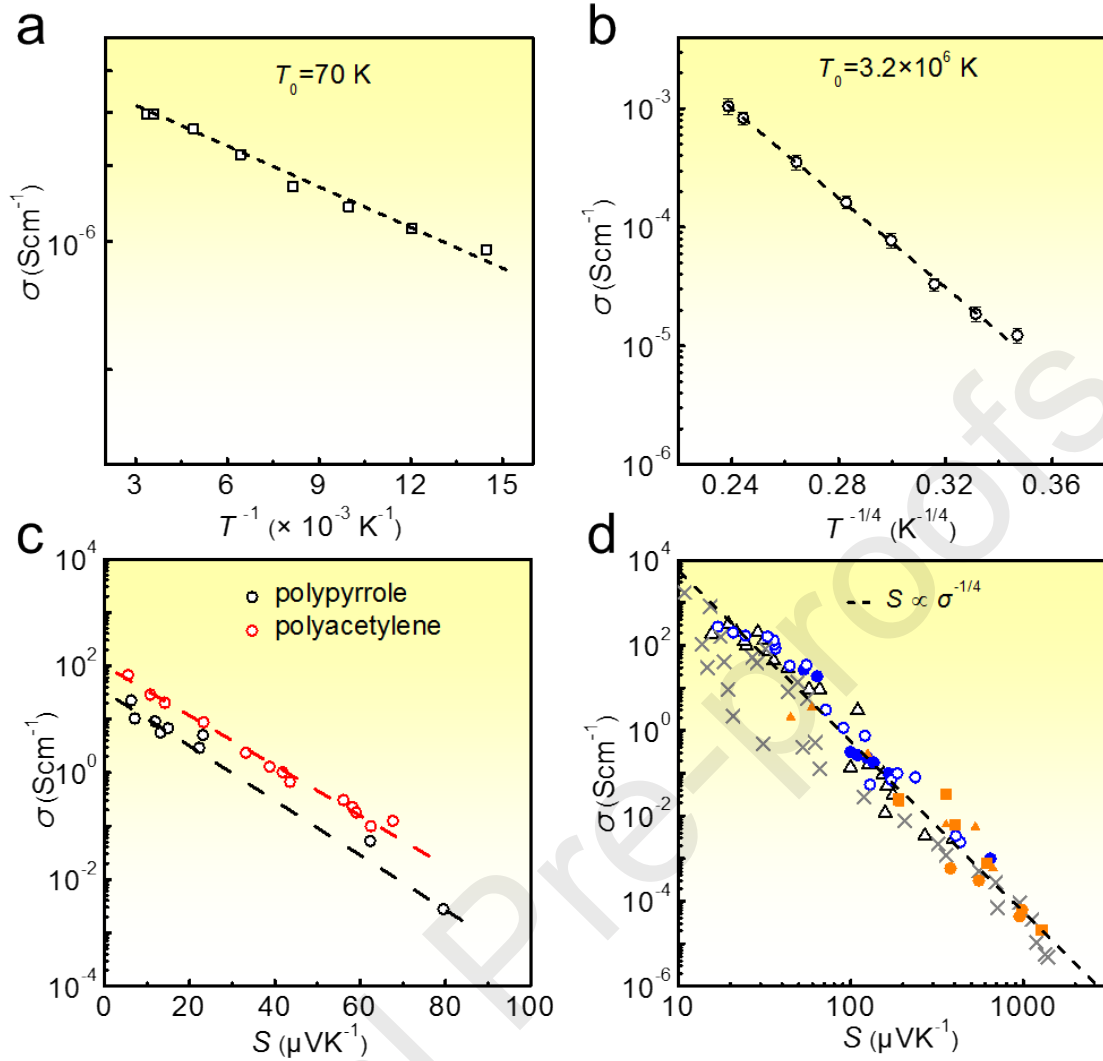 a
T₀=70 K
σ (Scm⁻¹)
10⁻⁶
3 6 9 12 15
T⁻¹ (× 10⁻³ K⁻¹)
b
T₀=3.2×10⁶ K
σ (Scm⁻¹)
10⁻³
10⁻⁴
10⁻⁵
10⁻⁶
0.24 0.28 0.32 0.36
T⁻¹/⁴ (K⁻¹/⁴)
c
polypyrrole
polyacetylene
σ (Scm⁻¹)
10⁴
10²
10⁰
10⁻²
10⁻⁴
0 20 40 60 80 100
S (μVK⁻¹)
d
S ∝ σ⁻¹/⁴
σ (Scm⁻¹)
10⁴
10²
10⁰
10⁻²
10⁻⁴
10⁻⁶
10 100 1000
S (μVK⁻¹)
Pre-proofs